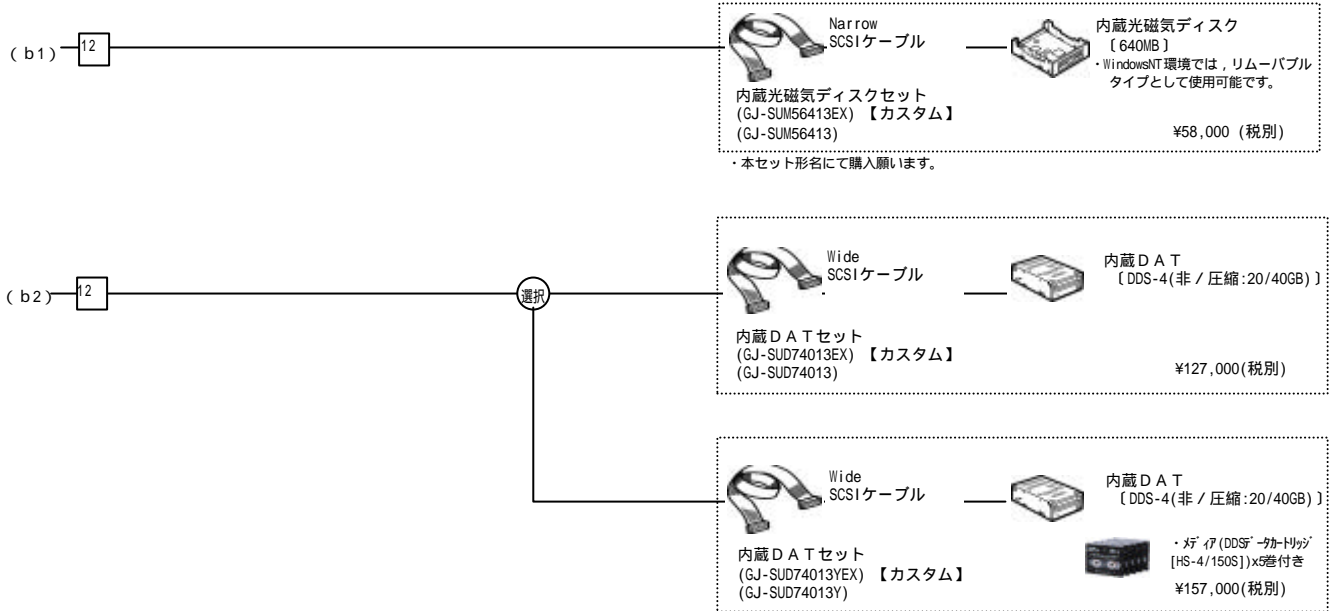 (b1)
12
Narrow
SCSIケーブル
内蔵光磁気ディスク
〔640MB〕
・WindowsNT環境では，リムーバブル
タイプとして使用可能です。
内蔵光磁気ディスクセット
(GJ-SUM56413EX) 【カスタム】
(GJ-SUM56413)
¥58,000 (税別)
・本セット形名にて購入願います。
(b2)
12
選択
Wide
SCSIケーブル
内蔵ＤＡＴ
〔DDS-4(非／圧縮:20/40GB)〕
内蔵ＤＡＴセット
(GJ-SUD74013EX) 【カスタム】
(GJ-SUD74013)
¥127,000(税別)
Wide
SCSIケーブル
内蔵ＤＡＴ
〔DDS-4(非／圧縮:20/40GB)〕
・ﾒﾃﾞｨｱ(DDSﾃﾞｰﾀｶｰﾄﾘｯｼﾞ
[HS-4/150S])x5巻付き
内蔵ＤＡＴセット
(GJ-SUD74013YEX) 【カスタム】
(GJ-SUD74013Y)
¥157,000(税別)